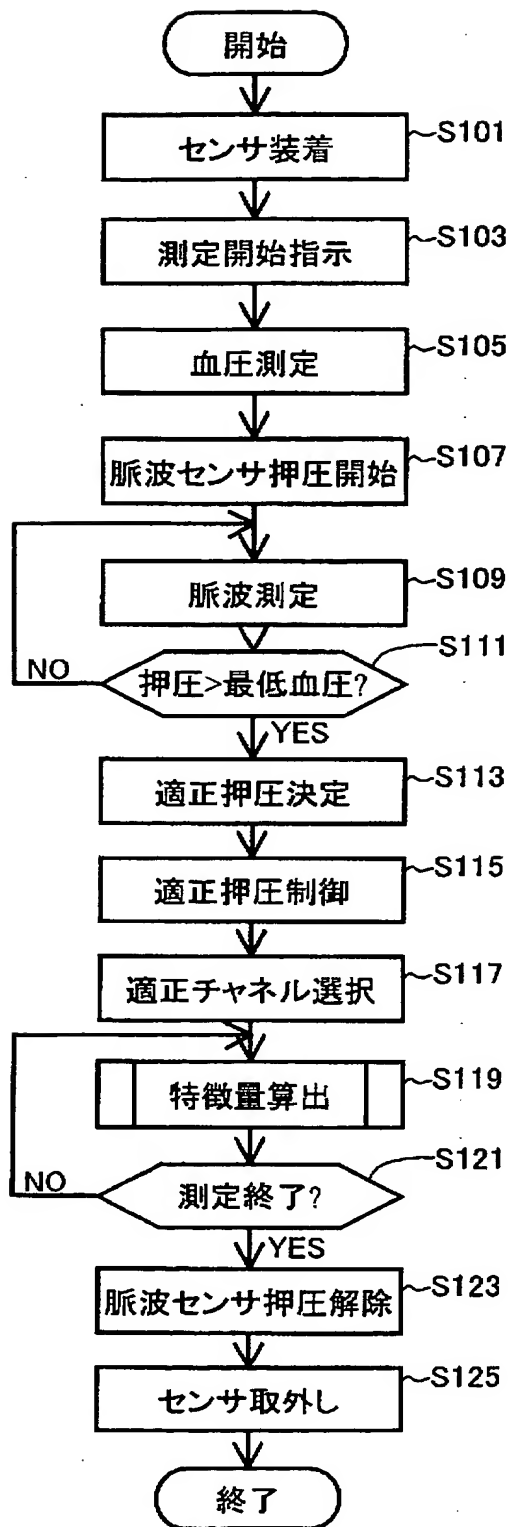 開始
センサ装着
S101
測定開始指示
S103
血圧測定
S105
脈波センサ押圧開始
S107
脈波測定
S109
押圧>最低血圧?
S111
NO
YES
適正押圧決定
S113
適正押圧制御
S115
適正チャネル選択
S117
特徴量算出
S119
測定終了?
S121
NO
YES
脈波センサ押圧解除
S123
センサ取外し
S125
終了